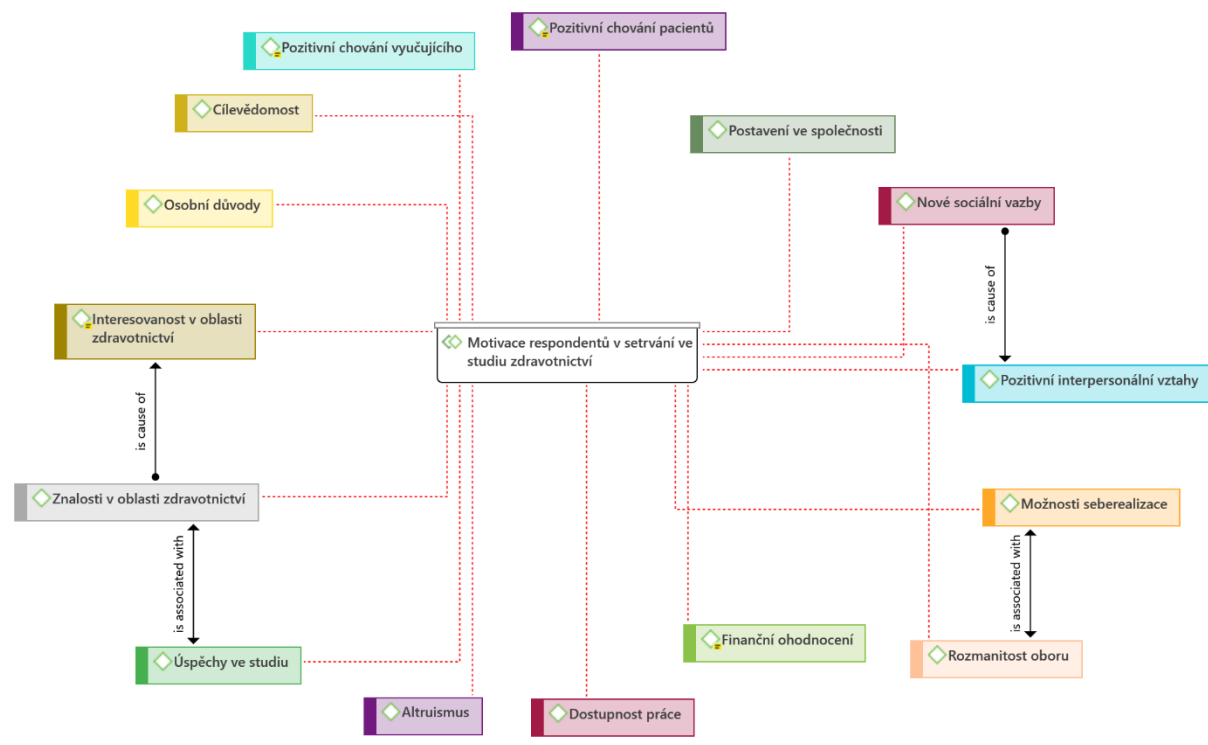 Pozitivní chování pacientů
Pozitivní chování vyučujícího
Cílevědomost
Postavení ve společnosti
Osobní důvody
Nové sociální vazby
is cause of
Interesovanost v oblasti
zdravotnictví
Motivace respondentů v setrvání ve
studiu zdravotnictví
Pozitivní interpersonální vztahy
is cause of
Znalosti v oblasti zdravotnictví
Možnosti seberealizace
is associated with
is associated with
Finanční ohodnocení
Rozmanitost oboru
Úspěchy ve studiu
Altruismus
Dostupnost práce